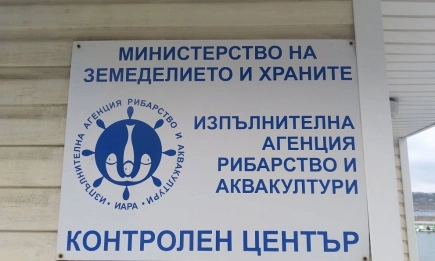 МИНИСТЕРСТВО НА
ЗЕМЕДЕЛИЕТО И ХРАНИТЕ
ИЗПЪЛНИТЕЛНА АГЕНЦИЯ РИБАРСТВО И АКВАКУЛТУРИ
· ИАРА ·
ИЗПЪЛНИТЕЛНА
АГЕНЦИЯ
РИБАРСТВО И
АКВАКУЛТУРИ
КОНТРОЛЕН ЦЕНТЪР